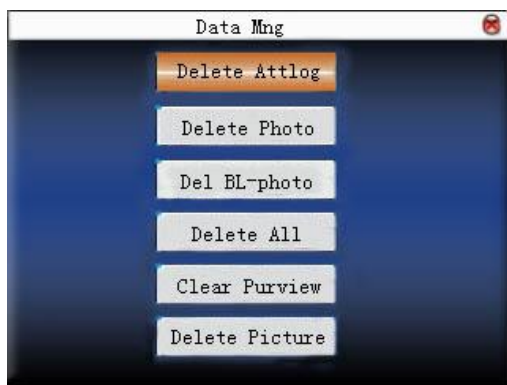 Data Mng
Delete Attlog
Delete Photo
Del BL-photo
Delete All
Clear Purview
Delete Picture